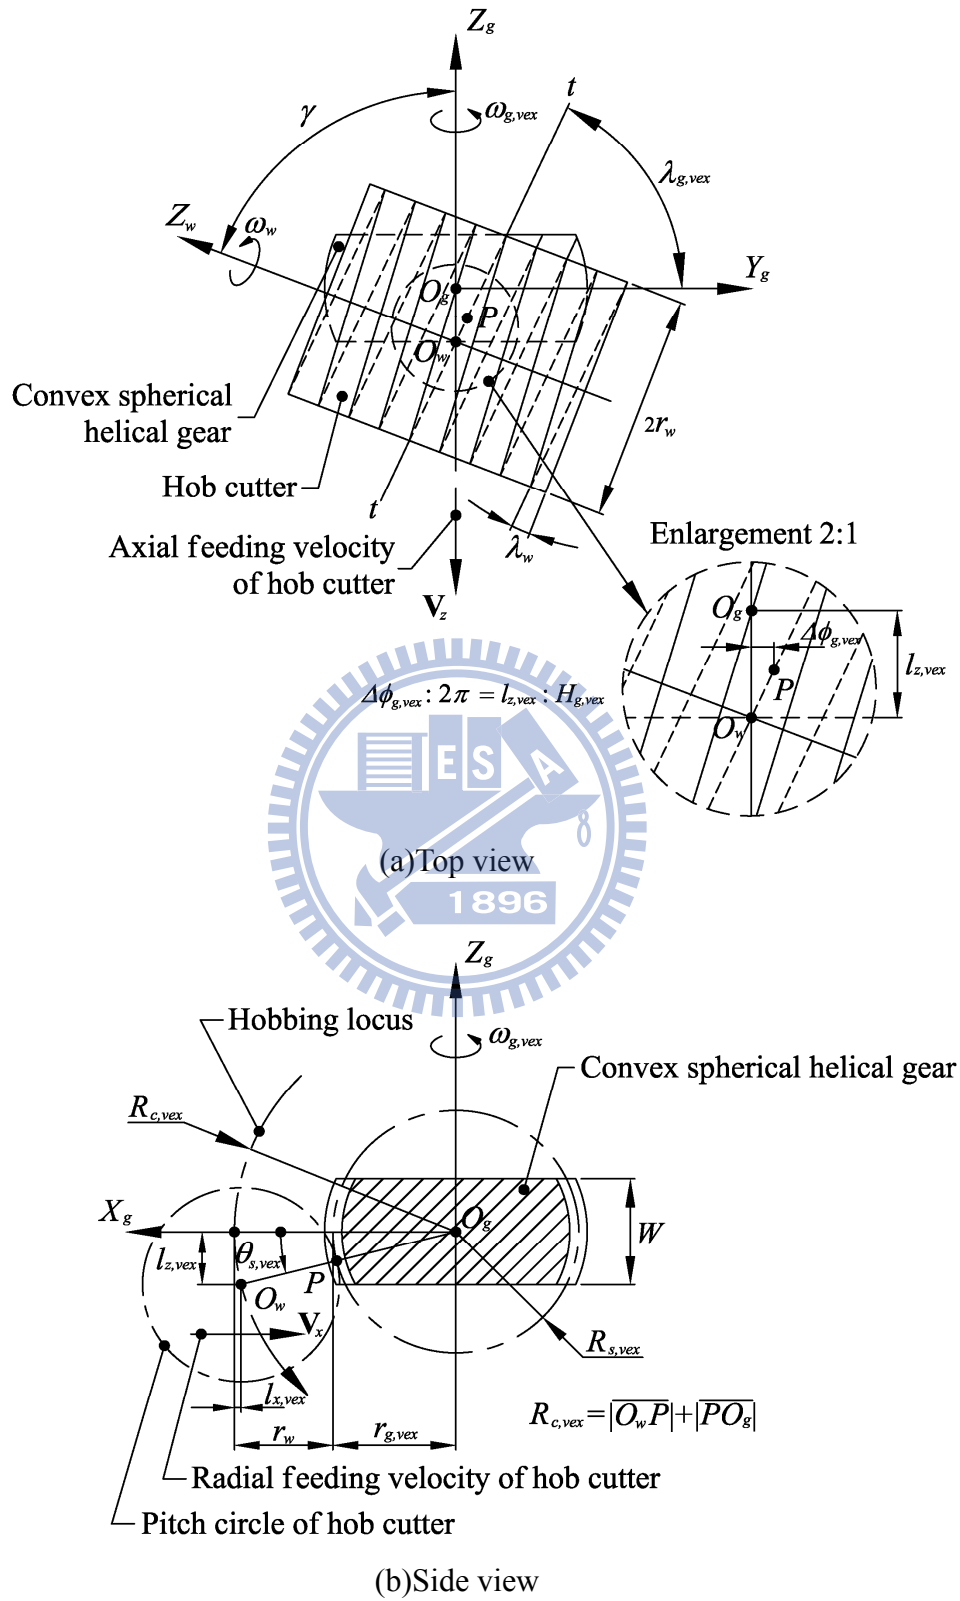 Z_g
t
γ
ω_g,vex
λ_g,vex
Z_w
ω_w
Y_g
O_g
P
O_w
Convex spherical
helical gear
2r_w
Hob cutter
t
Enlargement 2:1
Axial feeding velocity
of hob cutter
λ_w
V_z
O_g
Δϕ_g,vex
l_z,vex
P
Δϕ_g,vex : 2π = l_z,vex : H_g,vex
O_w
E S A
(a)Top view
1896
Z_g
Hobbing locus
ω_g,vex
Convex spherical helical gear
R_c,vex
X_g
O_g
W
l_z,vex
θ_s,vex
P
O_w
V_x
R_s,vex
l_x,vex
R_c,vex = |O_wP| + |PO_g|
r_w
r_g,vex
Radial feeding velocity of hob cutter
Pitch circle of hob cutter
(b)Side view